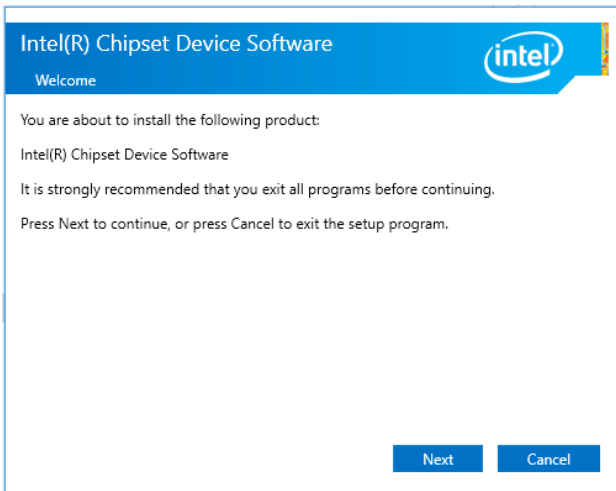 Intel(R) Chipset Device Software
intel
Welcome
You are about to install the following product:
Intel(R) Chipset Device Software
It is strongly recommended that you exit all programs before continuing.
Press Next to continue, or press Cancel to exit the setup program.
Next
Cancel